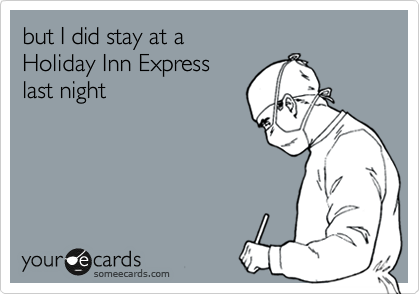 but I did stay at a
Holiday Inn Express
last night
your e cards
someecards.com